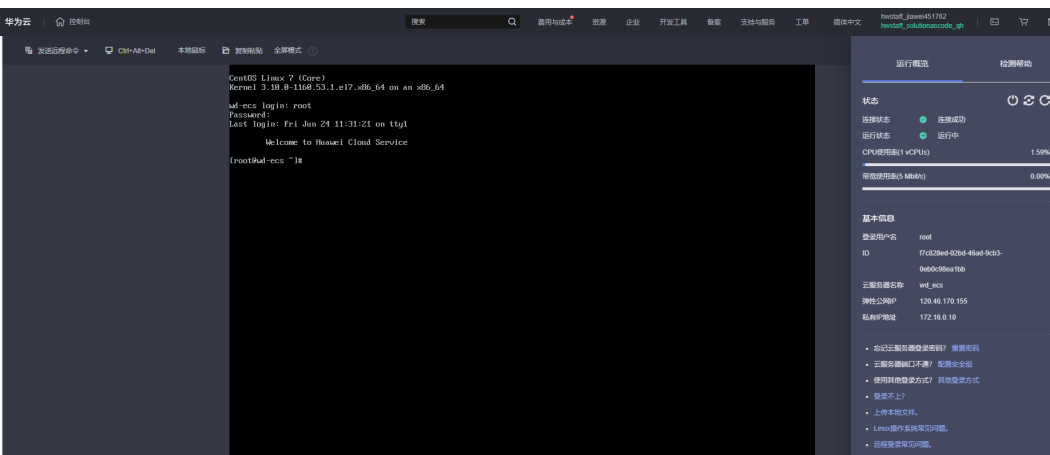 华为云 控制台 搜索 费用与成本 资源 企业 开发工具 备案 支持与服务 工单 简体中文 hwstaff_jiawei451762
hwstaff_solutionascode_qh
发送远程命令 Ctrl+Alt+Del 本地鼠标 复制粘贴 全屏模式
CentOS Linux 7 (Core)
Kernel 3.10.0-1160.53.1.el7.x86_64 on an x86_64
wd-ecs login: root
Password:
Last login: Fri Jun 24 11:31:21 on tty1
Welcome to Huawei Cloud Service
[root@wd-ecs ~]#
运行概览 检测帮助
状态
连接状态 连接成功
运行状态 运行中
CPU使用率(1 vCPUs) 1.59%
带宽使用率(5 Mbit/s) 0.00%
基本信息
登录用户名 root
ID f7c828ed-02bd-46ad-9cb3-
0eb0c98ea1bb
云服务器名称 wd_ecs
弹性公网IP 120.46.170.155
私有IP地址 172.16.0.10
• 忘记云服务器登录密码? 重置密码
• 云服务器端口不通? 配置安全组
• 使用其他登录方式? 其他登录方式
• 登录不上?
• 上传本地文件。
• Linux操作系统常见问题。
• 远程登录常见问题。